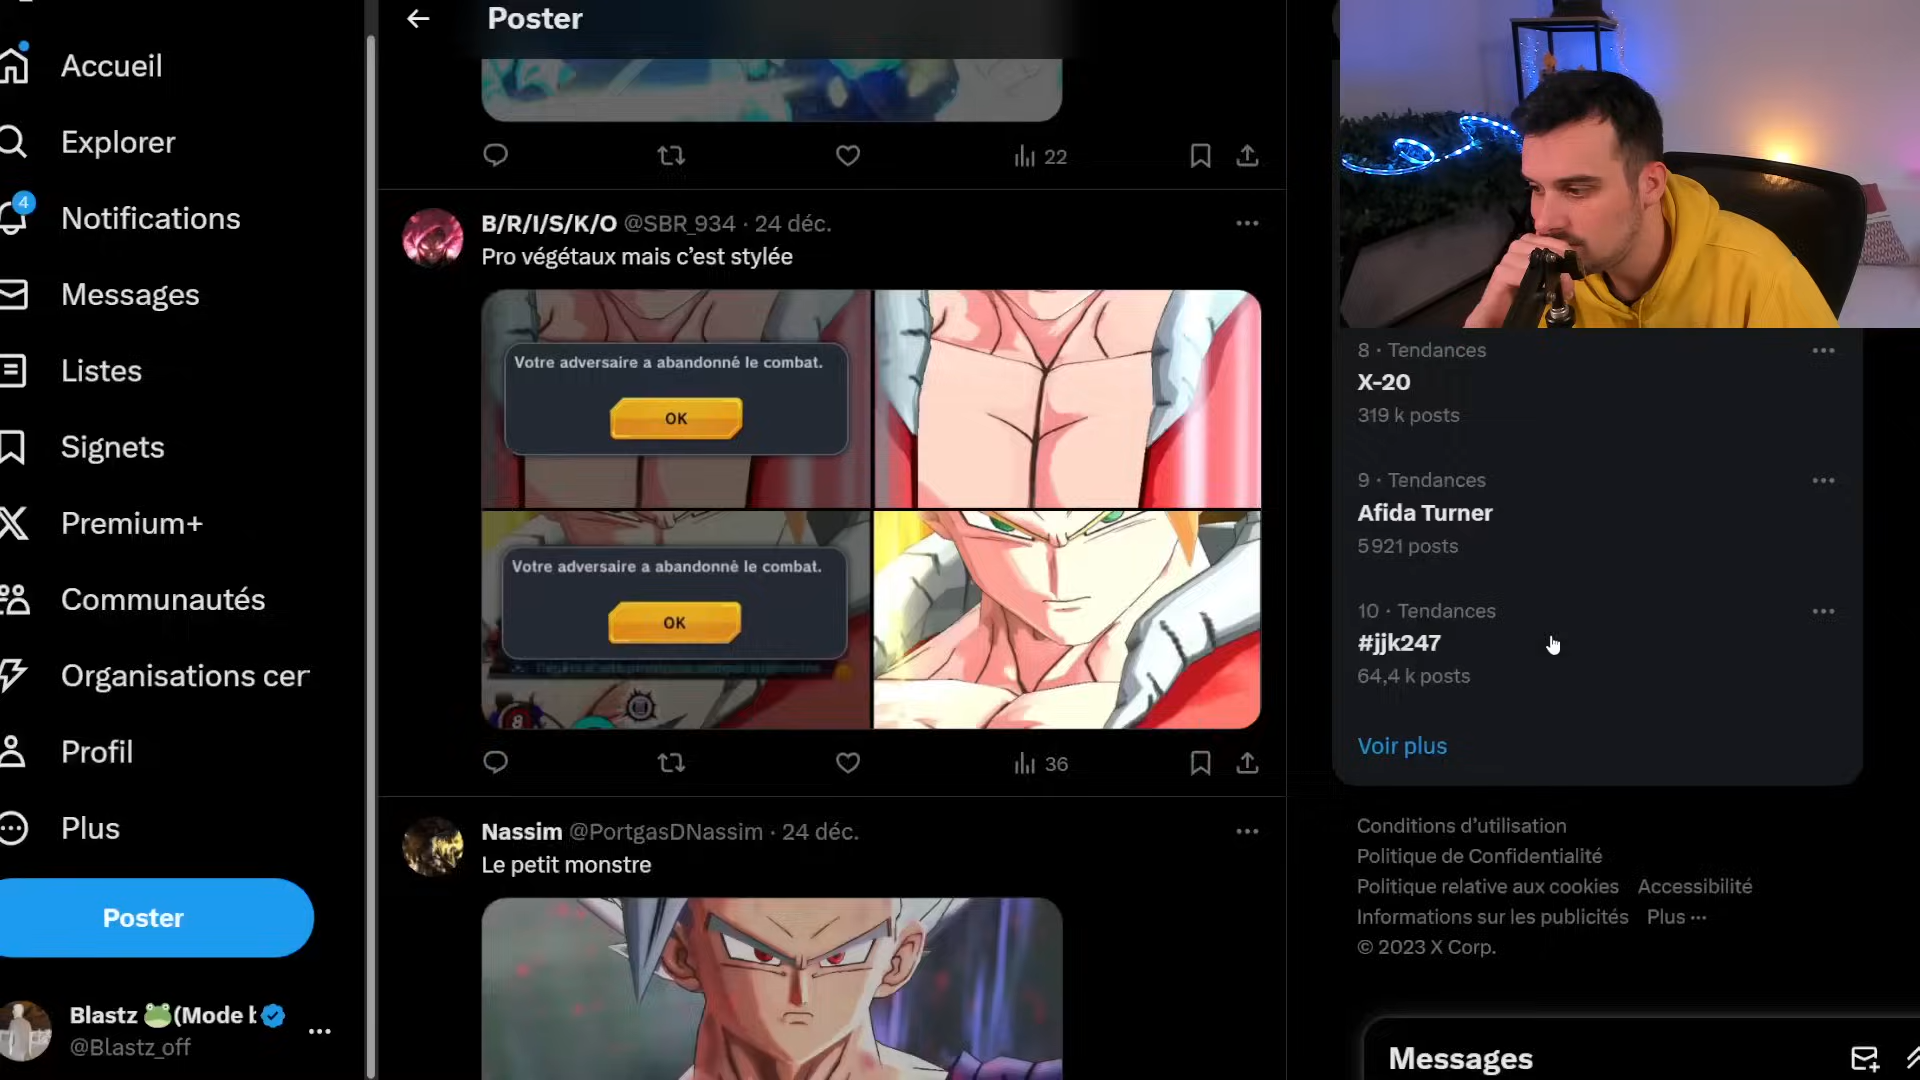 Accueil
Explorer
4
Notifications
Messages
Listes
Signets
Premium+
Communautés
Organisations cer
Profil
Plus
Poster
Blastz 🐸(Mode b
@Blastz_off
Poster
22
B/R/I/S/K/O @SBR_934 · 24 déc.
Pro végétaux mais c’est stylée
Votre adversaire a abandonné le combat.
OK
Votre adversaire a abandonné le combat.
OK
8
36
Nassim @PortgasDNassim · 24 déc.
Le petit monstre
8 · Tendances
X-20
319 k posts
9 · Tendances
Afida Turner
5 921 posts
10 · Tendances
#jjk247
64,4 k posts
Voir plus
Conditions d’utilisation
Politique de Confidentialité
Politique relative aux cookies Accessibilité
Informations sur les publicités Plus ···
© 2023 X Corp.
Messages